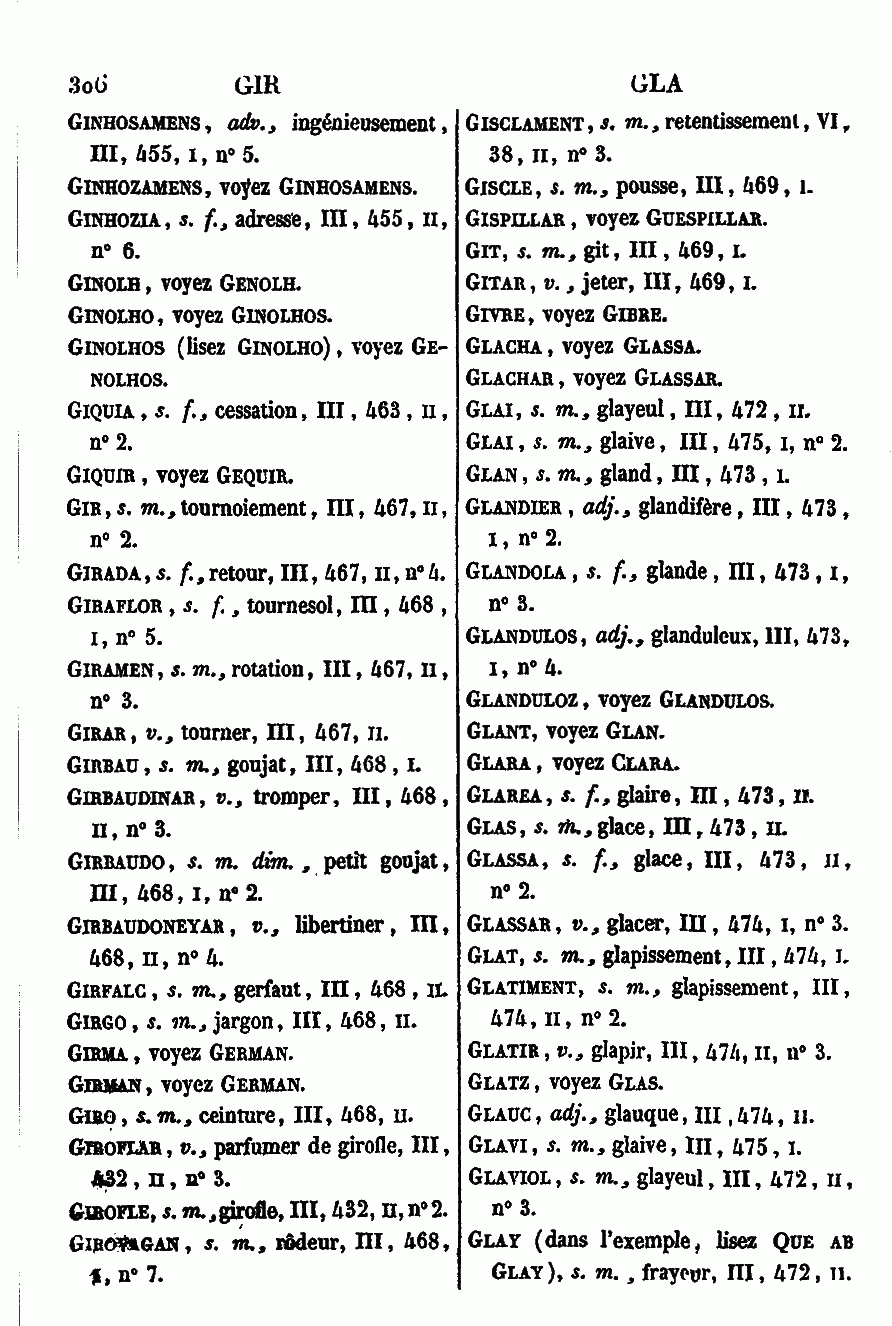 306 GIR GLA
GINHOSAMENS, adv., ingénieusement,
III, 455, I, n° 5.
GINHOZAMENS, voyez GINHOSAMENS.
GINHOZIA, s. f., adresse, III, 455, II,
n° 6.
GINOLH, voyez GENOLH.
GINOLHO, voyez GINOLHOS.
GINOLHOS (lisez GINOLHO), voyez GE-
NOLHOS.
GIQUIA, s. f., cessation, III, 463, II,
n° 2.
GIQUIR, voyez GEQUIR.
GIR, s. m., tournoiement, III, 467, II,
n° 2.
GIRADA, s. f., retour, III, 467, II, n° 4.
GIRAFLOR, s. f., tournesol, III, 468,
I, n° 5.
GIRAMEN, s. m., rotation, III, 467, II,
n° 3.
GIRAR, v., tourner, III, 467, II.
GIRBAU, s. m., goujat, III, 468, I.
GIRBAUDINAR, v., tromper, III, 468,
II, n° 3.
GIRBAUDO, s. m. dim., petit goujat,
III, 468, I, n° 2.
GIRBAUDONEYAR, v., libertiner, III,
468, II, n° 4.
GIRFALC, s. m., gerfaut, III, 468, II.
GIRGO, s. m., jargon, III, 468, II.
GIRMA, voyez GERMAN.
GIRMAN, voyez GERMAN.
GIRO, s. m., ceinture, III, 468, II.
GIROFLAR, v., parfumer de girofle, III,
432, II, n° 3.
GIROFLE, s. m., girofle, III, 432, II, n° 2.
GIROVAGAN, s. m., rôdeur, III, 468,
I, n° 7.
GISCLAMENT, s. m., retentissement, VI,
38, II, n° 3.
GISCLE, s. m., pousse, III, 469, I.
GISPILLAR, voyez GUESPILLAR.
GIT, s. m., git, III, 469, I.
GITAR, v., jeter, III, 469, I.
GIVRE, voyez GIBRE.
GLACHA, voyez GLASSA.
GLACHAR, voyez GLASSAR.
GLAI, s. m., glayeul, III, 472, II.
GLAI, s. m., glaive, III, 475, I, n° 2.
GLAN, s. m., gland, III, 473, I.
GLANDIER, adj., glandifère, III, 473,
I, n° 2.
GLANDOLA, s. f., glande, III, 473, I,
n° 3.
GLANDULOS, adj., glanduleux, III, 473,
I, n° 4.
GLANDULOZ, voyez GLANDULOS.
GLANT, voyez GLAN.
GLARA, voyez CLARA.
GLAREA, s. f., glaire, III, 473, II.
GLAS, s. m., glace, III, 473, II.
GLASSA, s. f., glace, III, 473, II,
n° 2.
GLASSAR, v., glacer, III, 474, I, n° 3.
GLAT, s. m., glapissement, III, 474, I.
GLATIMENT, s. m., glapissement, III,
474, II, n° 2.
GLATIR, v., glapir, III, 474, II, n° 3.
GLATZ, voyez GLAS.
GLAUC, adj., glauque, III, 474, II.
GLAVI, s. m., glaive, III, 475, I.
GLAVIOL, s. m., glayeul, III, 472, II,
n° 3.
GLAY (dans l'exemple, lisez QUE AB
GLAY), s. m., frayeur, III, 472, II.